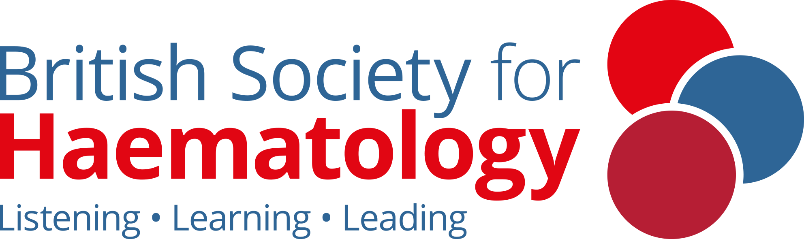 British Society for
Haematology
Listening • Learning • Leading